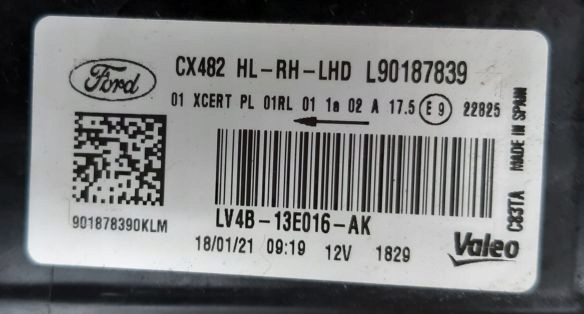 Ford
CX482 HL-RH-LHD L90187839
01 XCERT PL 01RL 01 1a 02 A 17.5 E9 22825
901878390KLM
LV4B-13E016-AK
18/01/21 09:19 12V 1829
Valeo
C83TA MADE IN SPAIN